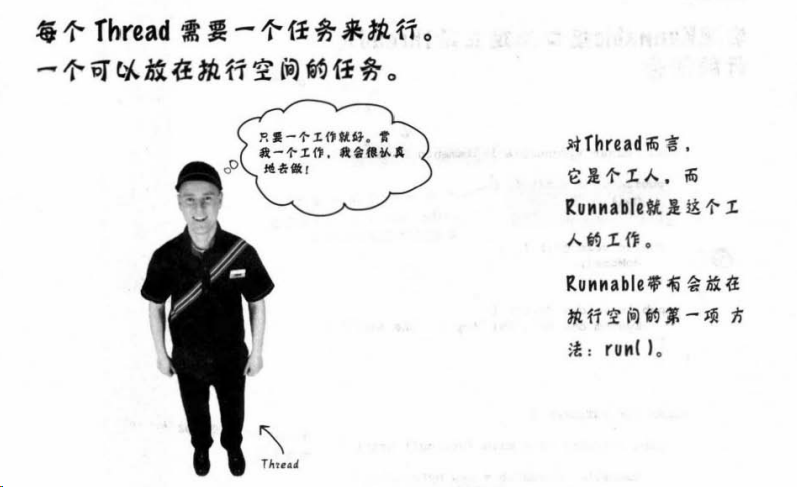 每个 Thread 需要一个任务来执行。
一个可以放在执行空间的任务。
只要一个工作就好。赏
我一个工作，我会很认真
地去做！
对Thread而言，
它是个工人，而
Runnable就是这个工
人的工作。
Runnable带有会放在
执行空间的第一项 方
法：run( )。
Thread